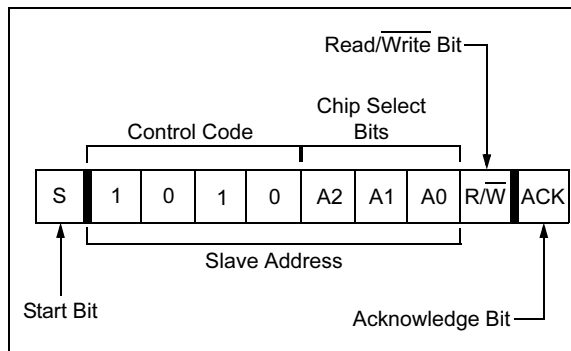 Read/Write Bit
Chip Select
Bits
Control Code
S 1 0 1 0 A2 A1 A0 R/W ACK
Slave Address
Start Bit
Acknowledge Bit